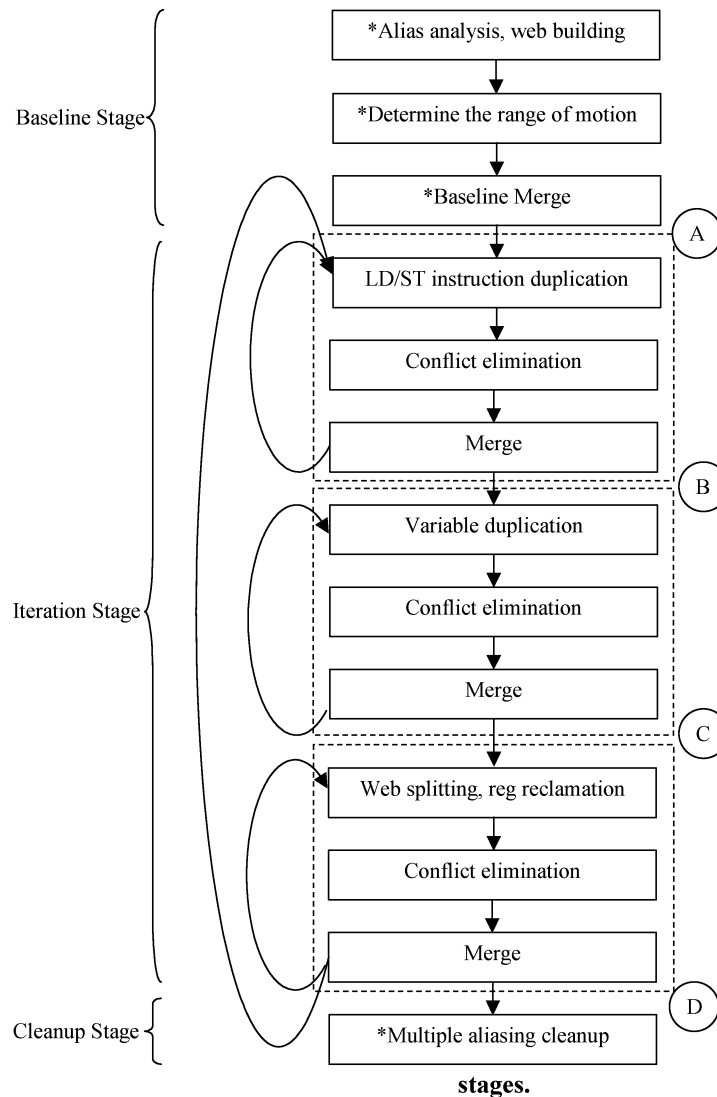 *Alias analysis, web building
Baseline Stage
*Determine the range of motion
*Baseline Merge
A
LD/ST instruction duplication
Conflict elimination
Merge
B
Variable duplication
Iteration Stage
Conflict elimination
Merge
C
Web splitting, reg reclamation
Conflict elimination
Merge
D
Cleanup Stage
*Multiple aliasing cleanup
stages.